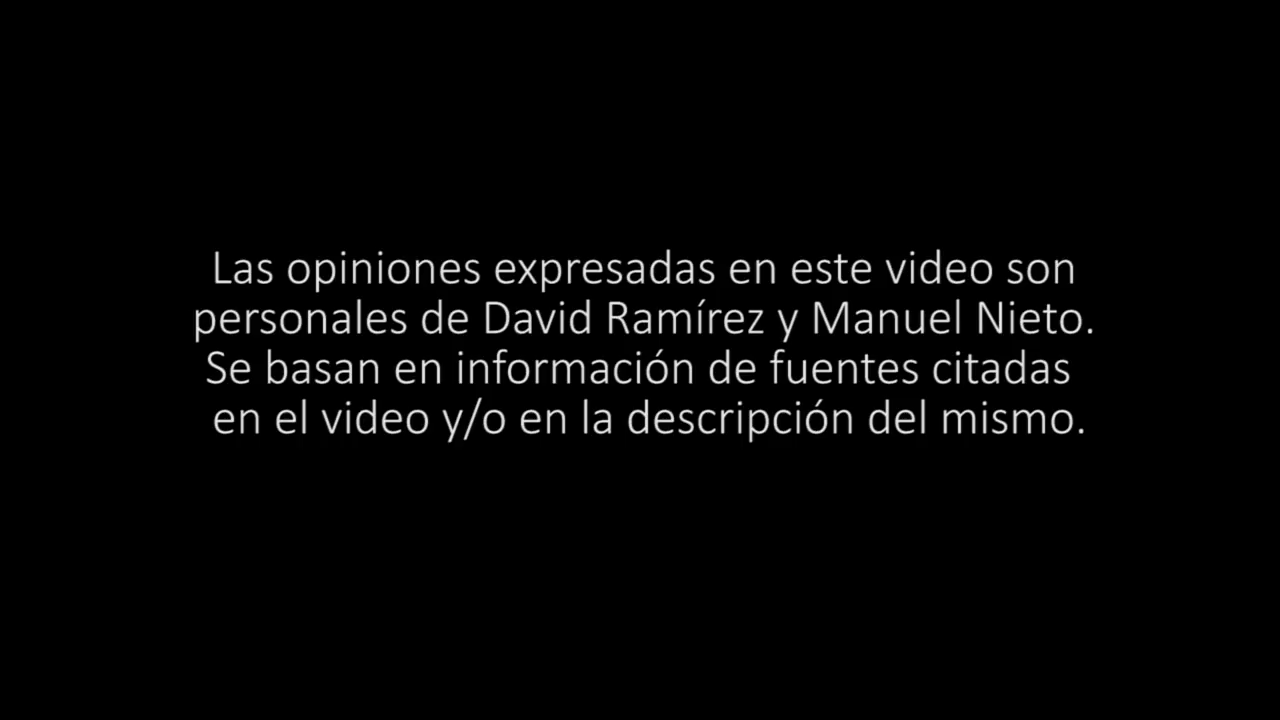 Las opiniones expresadas en este video son
personales de David Ramírez y Manuel Nieto.
Se basan en información de fuentes citadas
en el video y/o en la descripción del mismo.